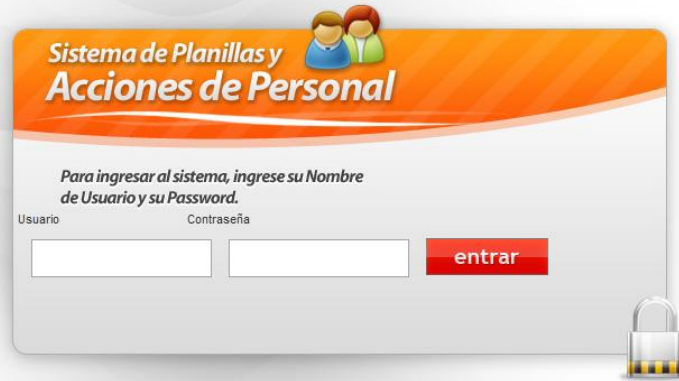 Sistema de Planillas y
Acciones de Personal
Para ingresar al sistema, ingrese su Nombre
de Usuario y su Password.
Usuario Contraseña
entrar